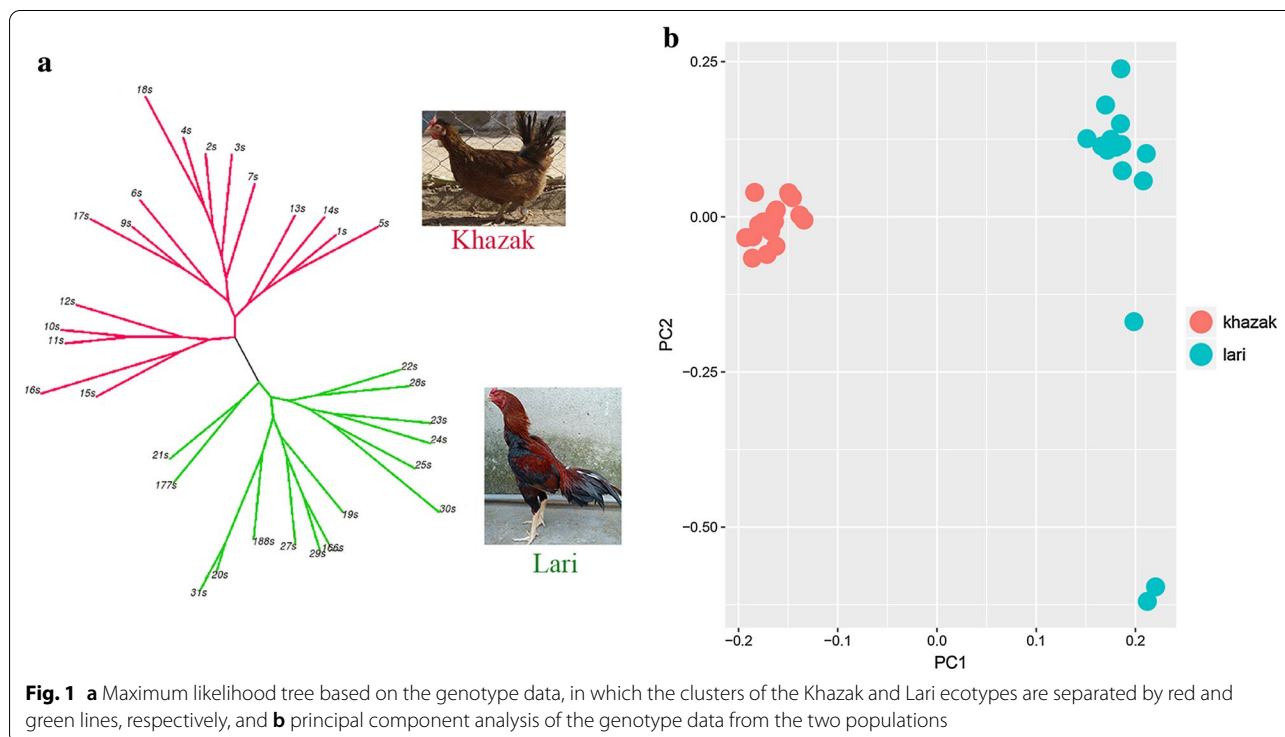 a
18s
4s
2s
3s
7s
6s
17s
9s
13s
14s
1s
5s
12s
10s
11s
16s
15s
Khazak
22s
28s
23s
24s
25s
30s
21s
177s
19s
188s
27s
29s
166s
20s
31s
Lari
b
0.25
0.00
−0.25
−0.50
PC2
−0.2
−0.1
0.0
0.1
0.2
PC1
khazak
lari
Fig. 1 a Maximum likelihood tree based on the genotype data, in which the clusters of the Khazak and Lari ecotypes are separated by red and
green lines, respectively, and b principal component analysis of the genotype data from the two populations